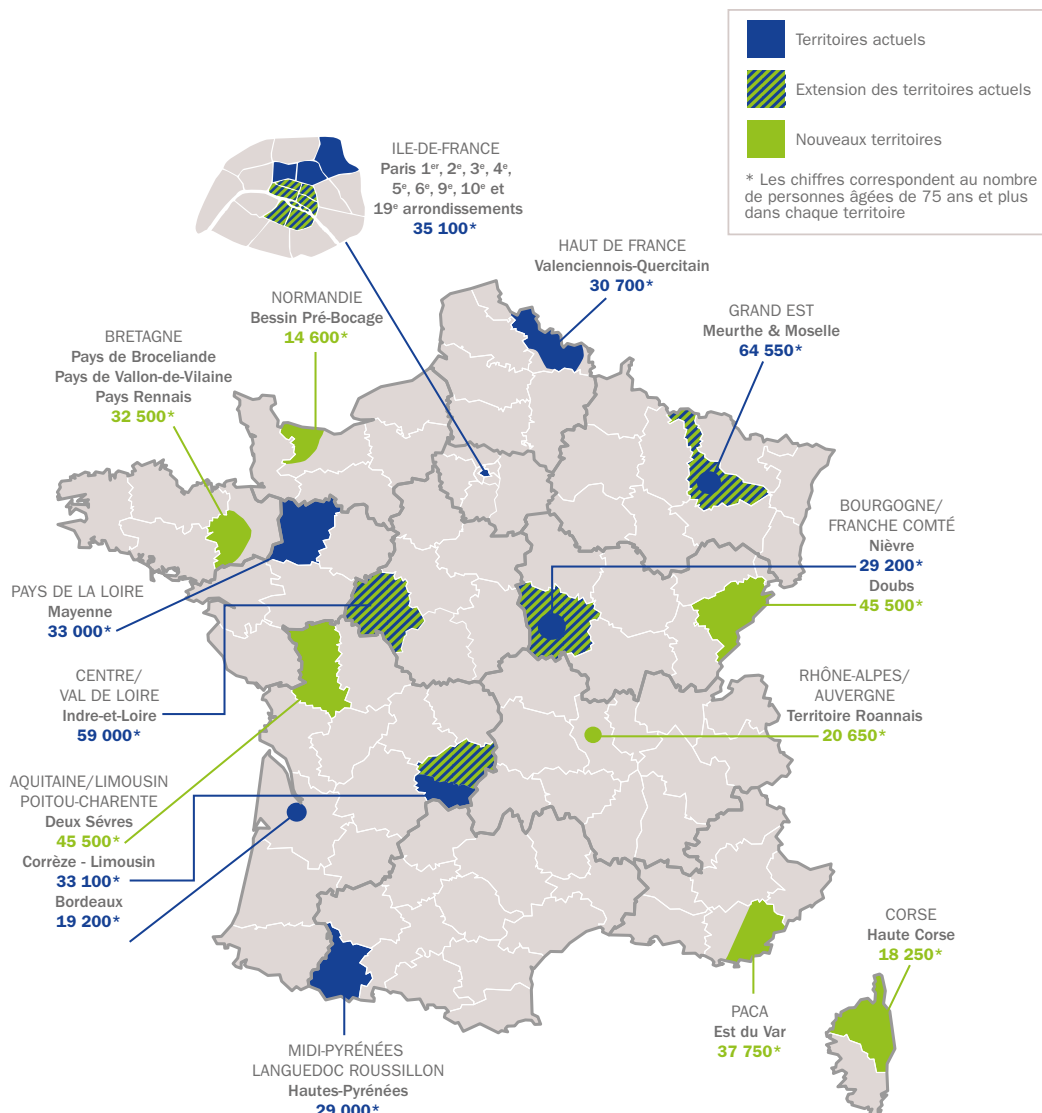 Territoires actuels
Extension des territoires actuels
Nouveaux territoires
* Les chiffres correspondent au nombre
de personnes âgées de 75 ans et plus
dans chaque territoire
ILE-DE-FRANCE
Paris 1er, 2e, 3e, 4e,
5e, 6e, 9e, 10e et
19e arrondissements
35 100*
HAUT DE FRANCE
Valenciennois-Quercitain
30 700*
NORMANDIE
Bessin Pré-Bocage
14 600*
GRAND EST
Meurthe & Moselle
64 550*
BRETAGNE
Pays de Broceliande
Pays de Vallon-de-Vilaine
Pays Rennais
32 500*
BOURGOGNE/
FRANCHE COMTÉ
Nièvre
29 200*
Doubs
45 500*
PAYS DE LA LOIRE
Mayenne
33 000*
CENTRE/
VAL DE LOIRE
Indre-et-Loire
59 000*
RHÔNE-ALPES/
AUVERGNE
Territoire Roannais
20 650*
AQUITAINE/LIMOUSIN
POITOU-CHARENTE
Deux Sévres
45 500*
Corrèze - Limousin
33 100*
Bordeaux
19 200*
CORSE
Haute Corse
18 250*
PACA
Est du Var
37 750*
MIDI-PYRÉNÉES
LANGUEDOC ROUSSILLON
Hautes-Pyrénées
29 000*